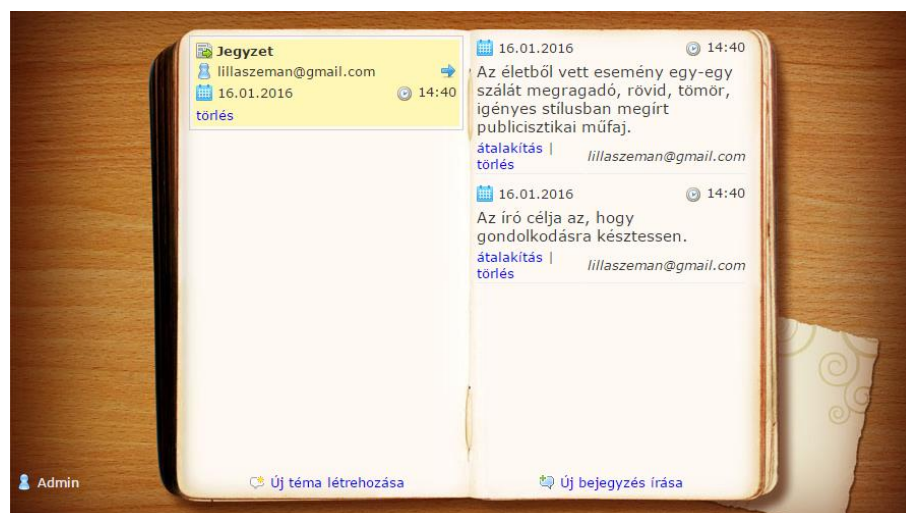 Jegyzet
lillaszeman@gmail.com
16.01.2016 14:40
törlés
16.01.2016 14:40
Az életből vett esemény egy-egy
szálát megragadó, rövid, tömör,
igényes stílusban megírt
publicisztikai műfaj.
átalakítás |
törlés
lillaszeman@gmail.com
16.01.2016 14:40
Az író célja az, hogy
gondolkodásra késztessen.
átalakítás |
törlés
lillaszeman@gmail.com
Admin
Új téma létrehozása
Új bejegyzés írása